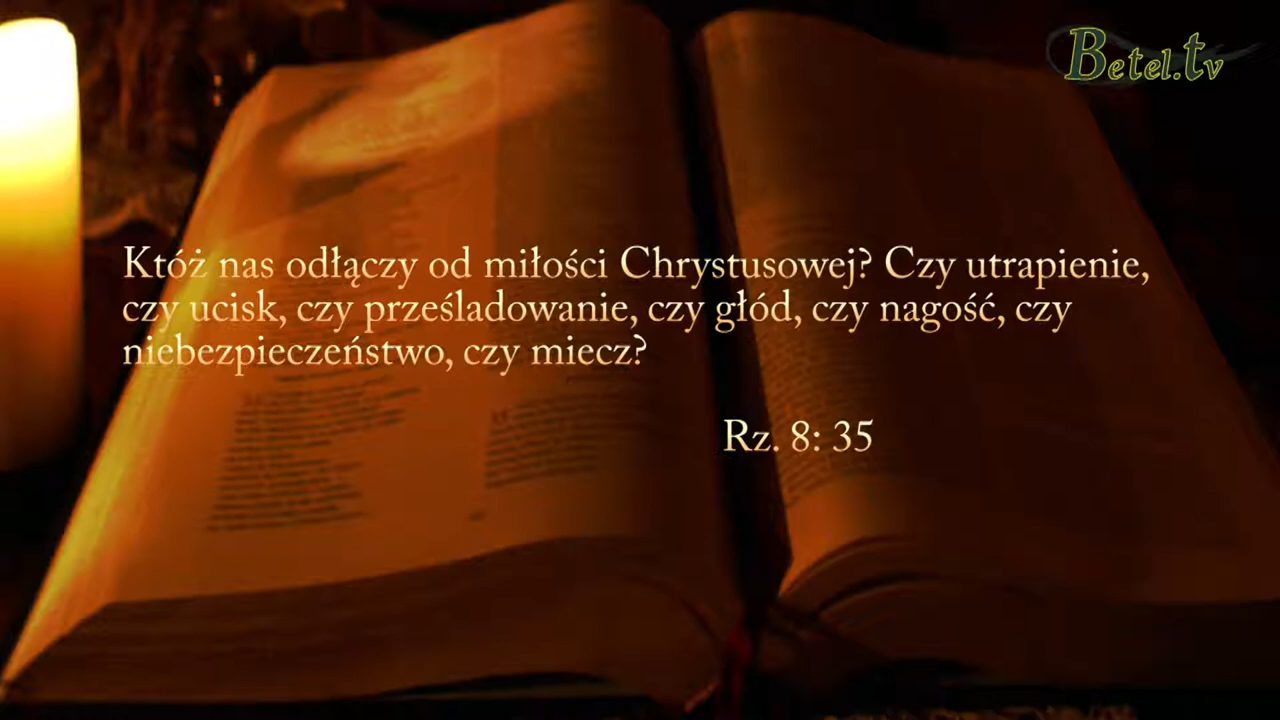 Betel.tv
Któż nas odłączy od miłości Chrystusowej? Czy utrapienie,
czy ucisk, czy prześladowanie, czy głód, czy nagość, czy
niebezpieczeństwo, czy miecz?
Rz. 8: 35